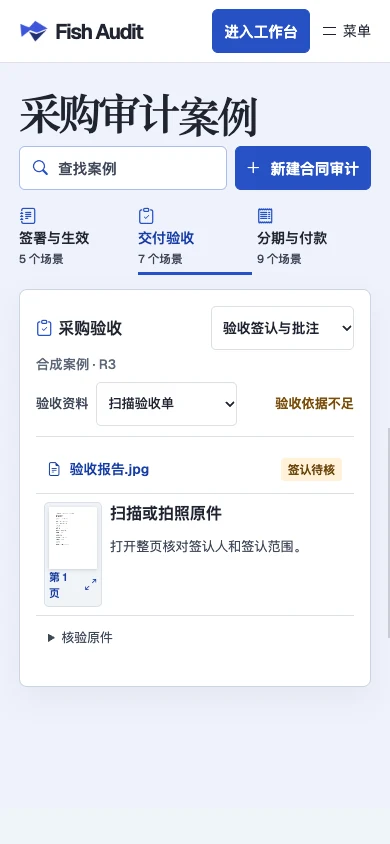 Fish Audit
进入工作台
菜单
采购审计案例
查找案例
新建合同审计
签署与生效
5 个场景
交付验收
7 个场景
分期与付款
9 个场景
采购验收
验收签认与批注
合成案例 · R3
验收资料
扫描验收单
验收依据不足
验收报告.jpg
签认待核
第 1
页
扫描或拍照原件
打开整页核对签认人和签认范围。
核验原件